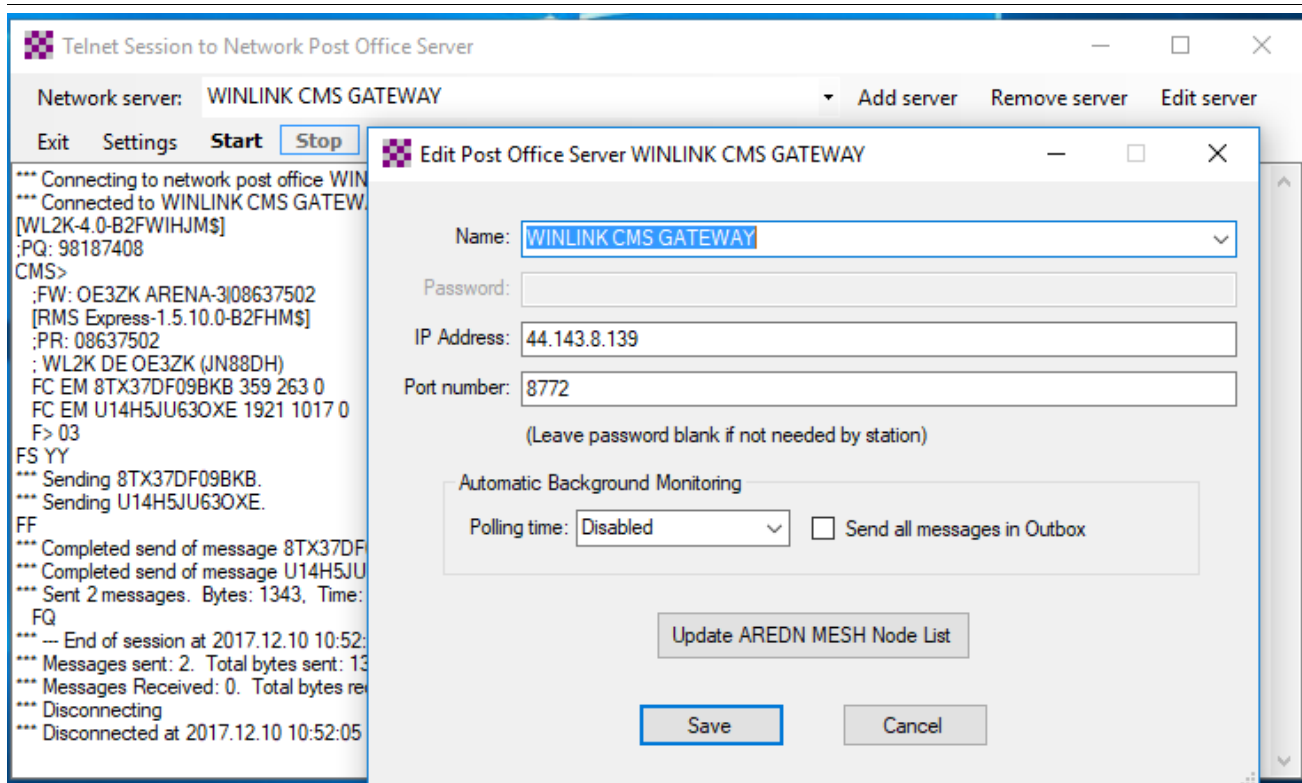 Telnet Session to Network Post Office Server
Network server: WINLINK CMS GATEWAY Add server Remove server Edit server
Exit Settings Start Stop
*** Connecting to network post office WIN
*** Connected to WINLINK CMS GATEW
[WL2K-4.0-B2FWIHJM$]
;PQ: 98187408
CMS>
;FW: OE3ZK ARENA-3|08637502
[RMS Express-1.5.10.0-B2FHM$]
;PR: 08637502
; WL2K DE OE3ZK (JN88DH)
FC EM 8TX37DF09BKB 359 263 0
FC EM U14H5JU63OXE 1921 1017 0
F> 03
FS YY
*** Sending 8TX37DF09BKB.
*** Sending U14H5JU63OXE.
FF
*** Completed send of message 8TX37DF
*** Completed send of message U14H5JU
*** Sent 2 messages. Bytes: 1343, Time:
FQ
*** --- End of session at 2017.12.10 10:52:
*** Messages sent: 2. Total bytes sent: 13
*** Messages Received: 0. Total bytes re
*** Disconnecting
*** Disconnected at 2017.12.10 10:52:05
Edit Post Office Server WINLINK CMS GATEWAY
Name: WINLINK CMS GATEWAY
Password:
IP Address: 44.143.8.139
Port number: 8772
(Leave password blank if not needed by station)
Automatic Background Monitoring
Polling time: Disabled Send all messages in Outbox
Update AREDN MESH Node List
Save Cancel